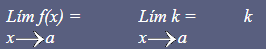 Lím f(x) = Lím k = k
x→a x→a